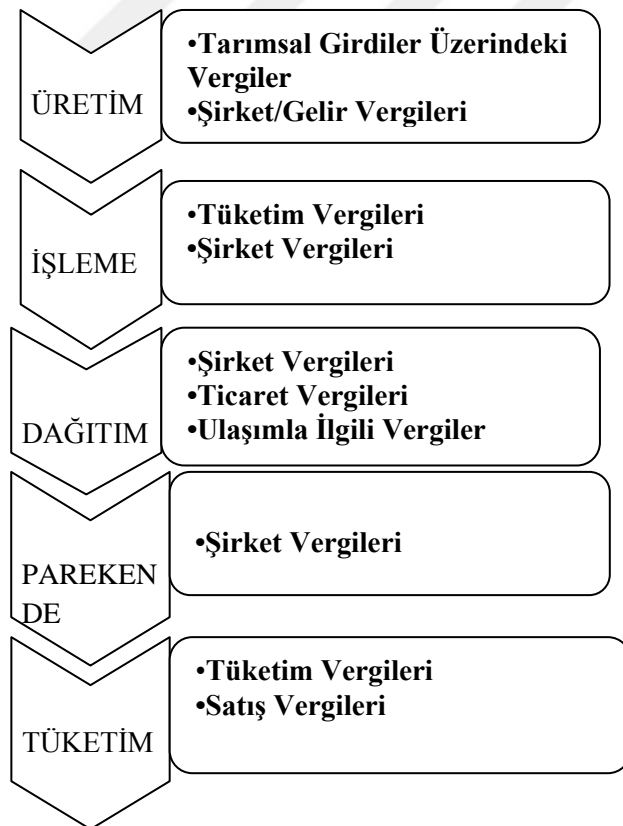 ÜRETİM
•Tarımsal Girdiler Üzerindeki
Vergiler
•Şirket/Gelir Vergileri
İŞLEME
•Tüketim Vergileri
•Şirket Vergileri
DAĞITIM
•Şirket Vergileri
•Ticaret Vergileri
•Ulaşımla İlgili Vergiler
PAREKEN
DE
•Şirket Vergileri
TÜKETİM
•Tüketim Vergileri
•Satış Vergileri